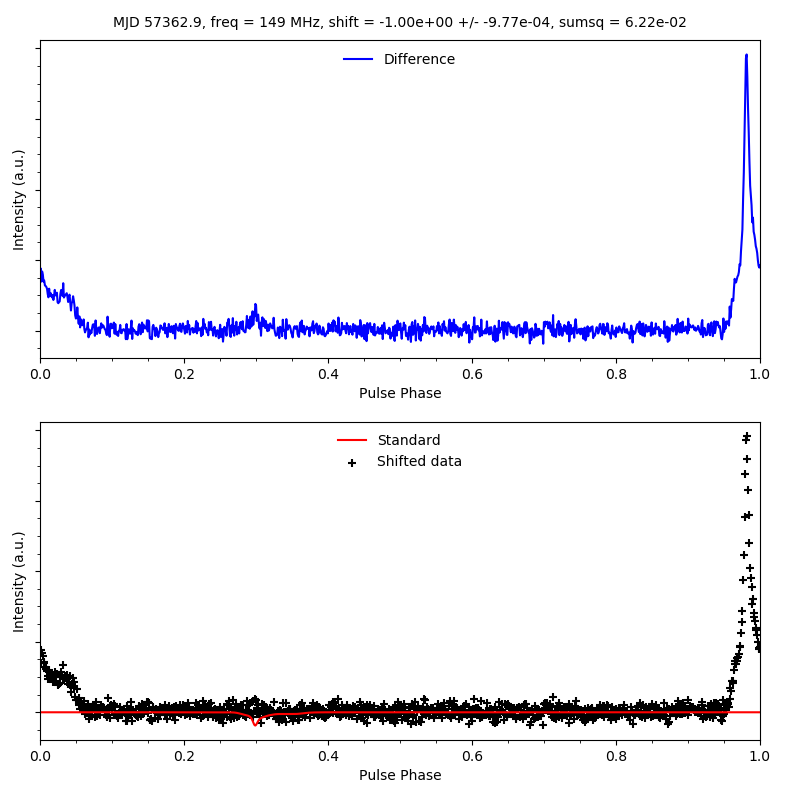 MJD 57362.9, freq = 149 MHz, shift = -1.00e+00 +/- -9.77e-04, sumsq = 6.22e-02
Difference
Intensity (a.u.)
0.0 0.2 0.4 0.6 0.8 1.0
Pulse Phase
Standard
Shifted data
Intensity (a.u.)
0.0 0.2 0.4 0.6 0.8 1.0
Pulse Phase